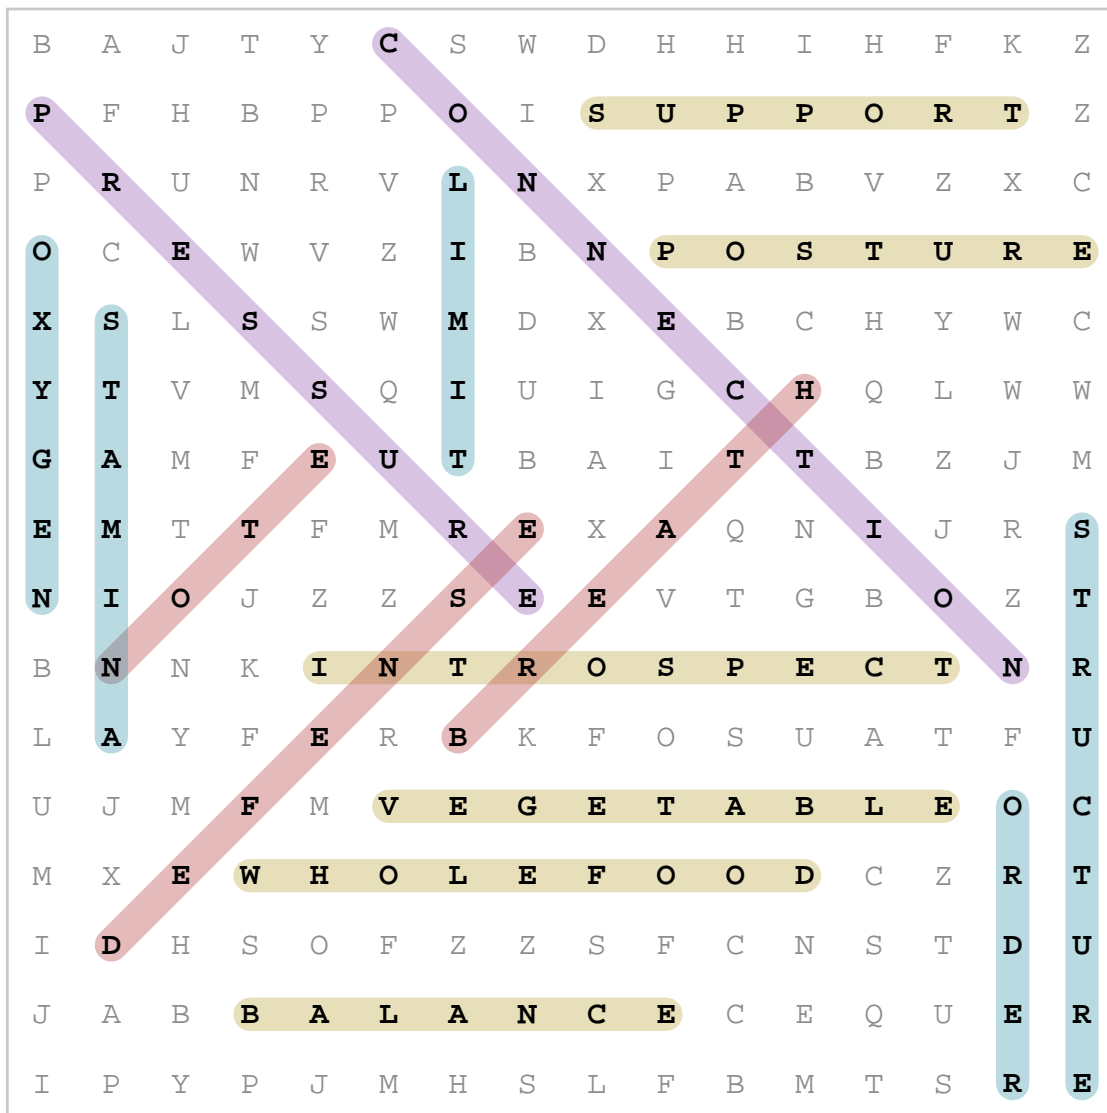 B A J T Y C S W D H H I H F K Z
P F H B P P O I S U P P O R T Z
P R U N R V L N X P A B V Z X C
O C E W V Z I B N P O S T U R E
X S L S S W M D X E B C H Y W C
Y T V M S Q I U I G C H Q L W W
G A M F E U T B A I T T B Z J M
E M T T F M R E X A Q N I J R S
N I O J Z Z S E E V T G B O Z T
B N N K I N T R O S P E C T N R
L A Y F E R B K F O S U A T F U
U J M F M V E G E T A B L E O C
M X E W H O L E F O O D C Z R T
I D H S O F Z Z S F C N S T D U
J A B B A L A N C E C E Q U E R
I P Y P J M H S L F B M T S R E